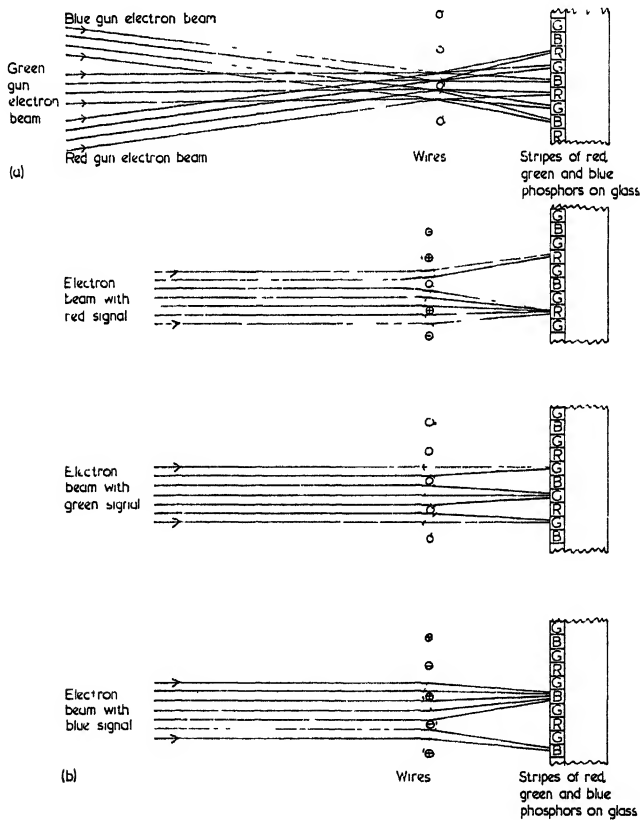 Blue gun electron beam
Green
gun
electron
beam
Red gun electron beam
(a)
Wires
G
B
R
G
B
R
G
B
R
Stripes of red,
green and blue
phosphors on glass
Electron
beam with
red signal
G
B
G
R
G
B
G
R
G
Electron
beam with
green signal
G
B
G
R
G
B
C
R
G
B
Electron
beam with
blue signal
G
B
G
R
G
B
G
R
G
B
(b)
Wires
Stripes of red,
green and blue
phosphors on glass